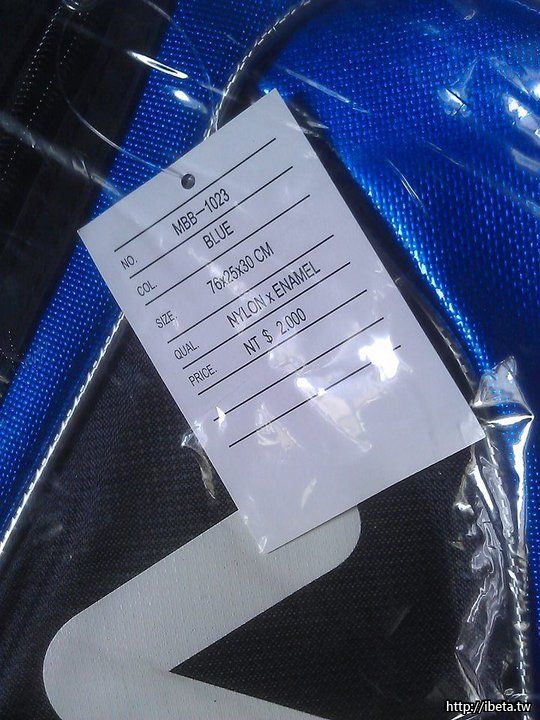 NO. MBB-1023
COL. BLUE
SIZE. 76x25x30 CM
QUAL. NYLON x ENAMEL
PRICE. NT $ 2.000
http://ibeta.tw